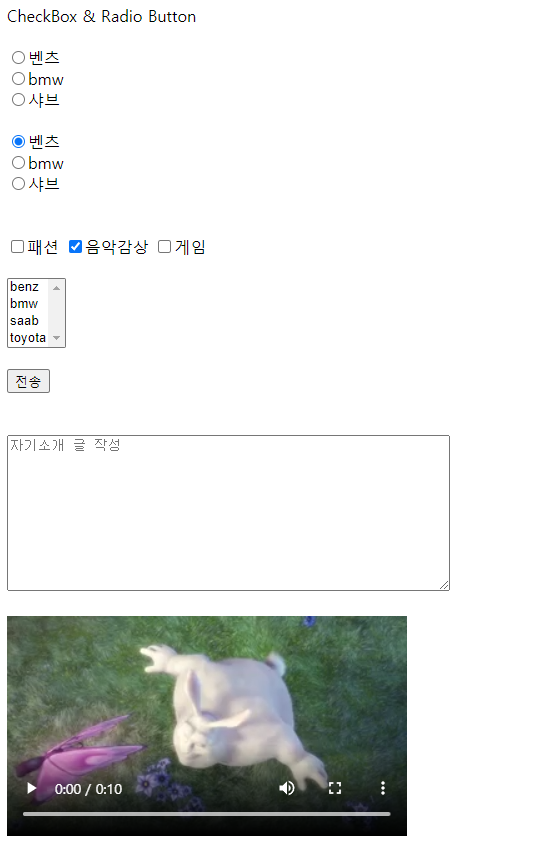 CheckBox & Radio Button
벤츠
bmw
샤브
벤츠
bmw
샤브
패션 음악감상 게임
benz
bmw
saab
toyota
전송
자기소개 글 작성
0:00 / 0:10